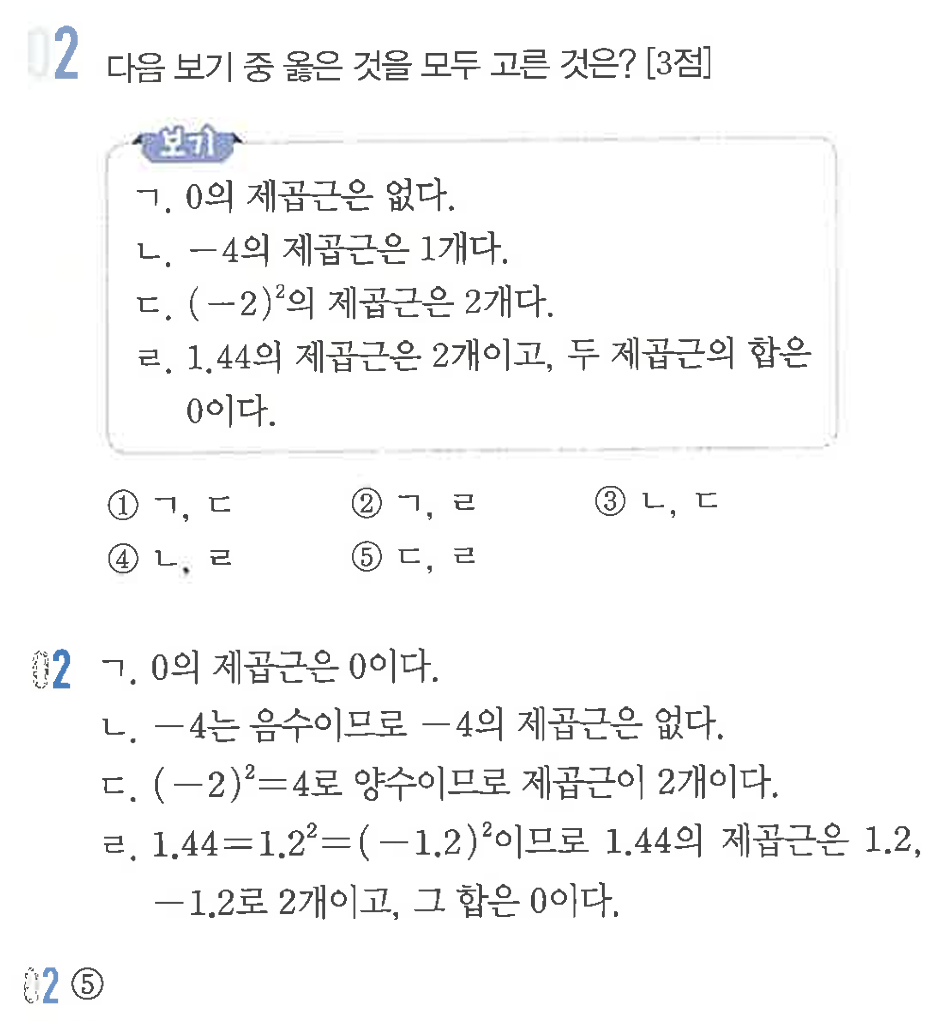 02 다음 보기 중 옳은 것을 모두 고른 것은? [3점]
보기
ㄱ. 0의 제곱근은 없다.
ㄴ. -4의 제곱근은 1개다.
ㄷ. (-2)²의 제곱근은 2개다.
ㄹ. 1.44의 제곱근은 2개이고, 두 제곱근의 합은
0이다.
① ㄱ, ㄷ ② ㄱ, ㄹ ③ ㄴ, ㄷ
④ ㄴ, ㄹ ⑤ ㄷ, ㄹ
02 ㄱ. 0의 제곱근은 0이다.
ㄴ. -4는 음수이므로 -4의 제곱근은 없다.
ㄷ. (-2)²=4로 양수이므로 제곱근이 2개이다.
ㄹ. 1.44=1.2²=(-1.2)²이므로 1.44의 제곱근은 1.2,
-1.2로 2개이고, 그 합은 0이다.
02 ⑤